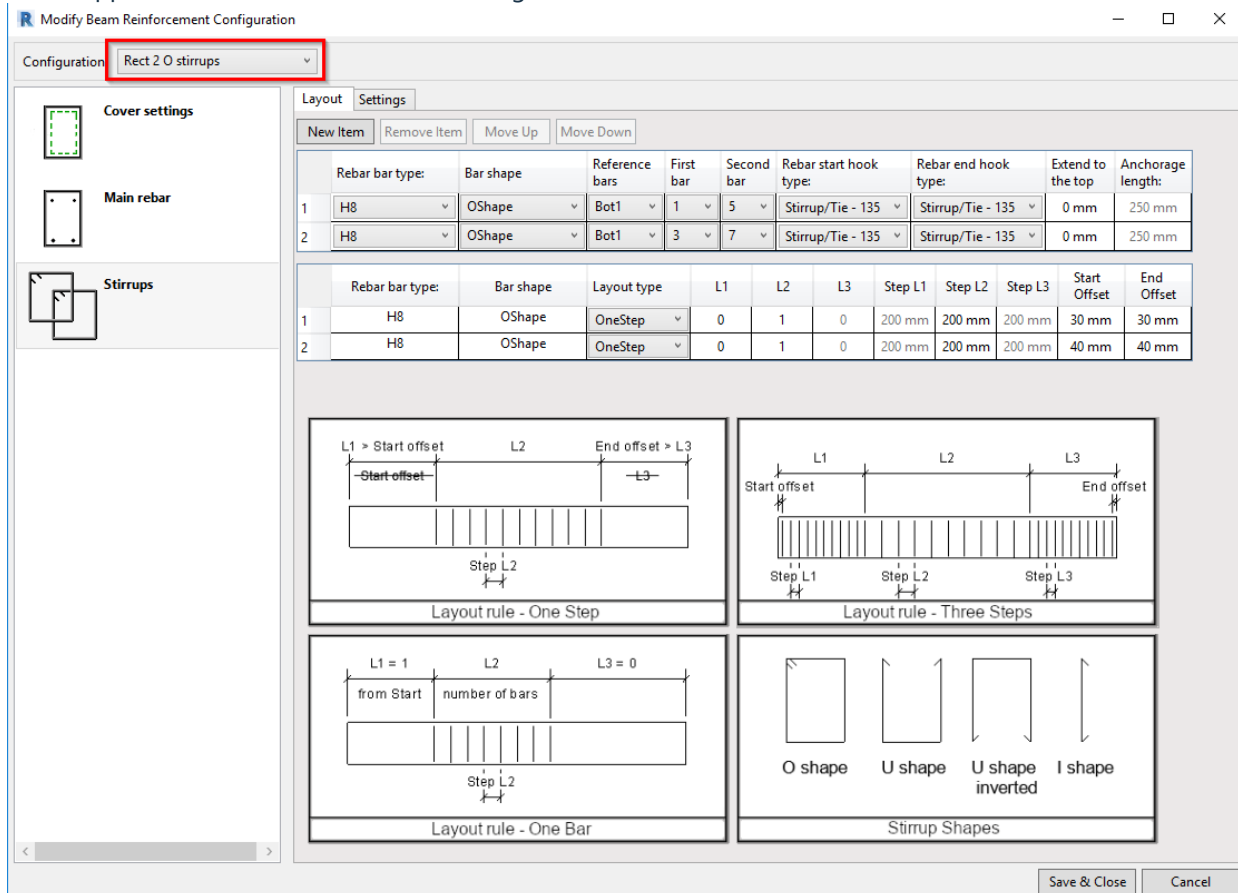 Modify Beam Reinforcement Configuration
Configuration Rect 2 O stirrups
Cover settings
Main rebar
Stirrups
Layout Settings
New Item Remove Item Move Up Move Down
Rebar bar type: Bar shape Reference bars First bar Second bar Rebar start hook type: Rebar end hook type: Extend to the top Anchorage length:
1 H8 OShape Bot1 1 5 Stirrup/Tie - 135 Stirrup/Tie - 135 0 mm 250 mm
2 H8 OShape Bot1 3 7 Stirrup/Tie - 135 Stirrup/Tie - 135 0 mm 250 mm
Rebar bar type: Bar shape Layout type L1 L2 L3 Step L1 Step L2 Step L3 Start Offset End Offset
1 H8 OShape OneStep 0 1 0 200 mm 200 mm 200 mm 30 mm 30 mm
2 H8 OShape OneStep 0 1 0 200 mm 200 mm 200 mm 40 mm 40 mm
L1 > Start offset L2 End offset > L3
Start offset L3
Step L2
Layout rule - One Step
L1 L2 L3
Start offset End offset
Step L1 Step L2 Step L3
Layout rule - Three Steps
L1 = 1 L2 L3 = 0
from Start number of bars
Step L2
Layout rule - One Bar
O shape U shape U shape inverted I shape
Stirrup Shapes
Save & Close Cancel